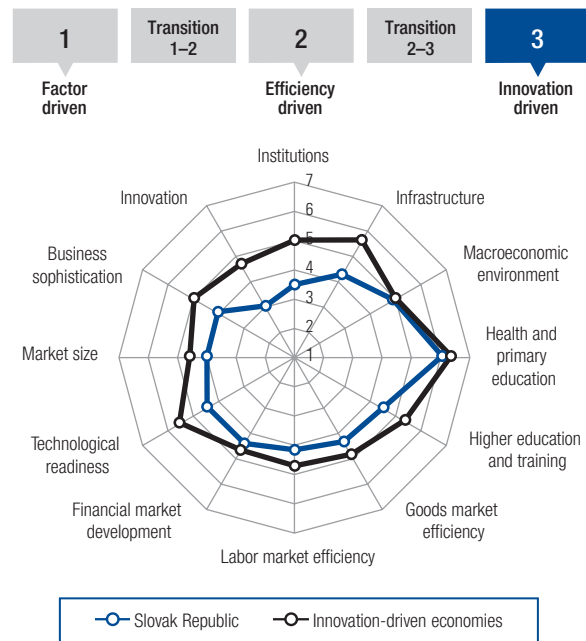 1
Transition
1–2
2
Transition
2–3
3
Factor
driven
Efficiency
driven
Innovation
driven
Institutions
Innovation
Infrastructure
Business
sophistication
Macroeconomic
environment
Market size
Health and
primary
education
Technological
readiness
Higher education
and training
Financial market
development
Goods market
efficiency
Labor market efficiency
7
6
5
4
3
2
1
Slovak Republic
Innovation-driven economies